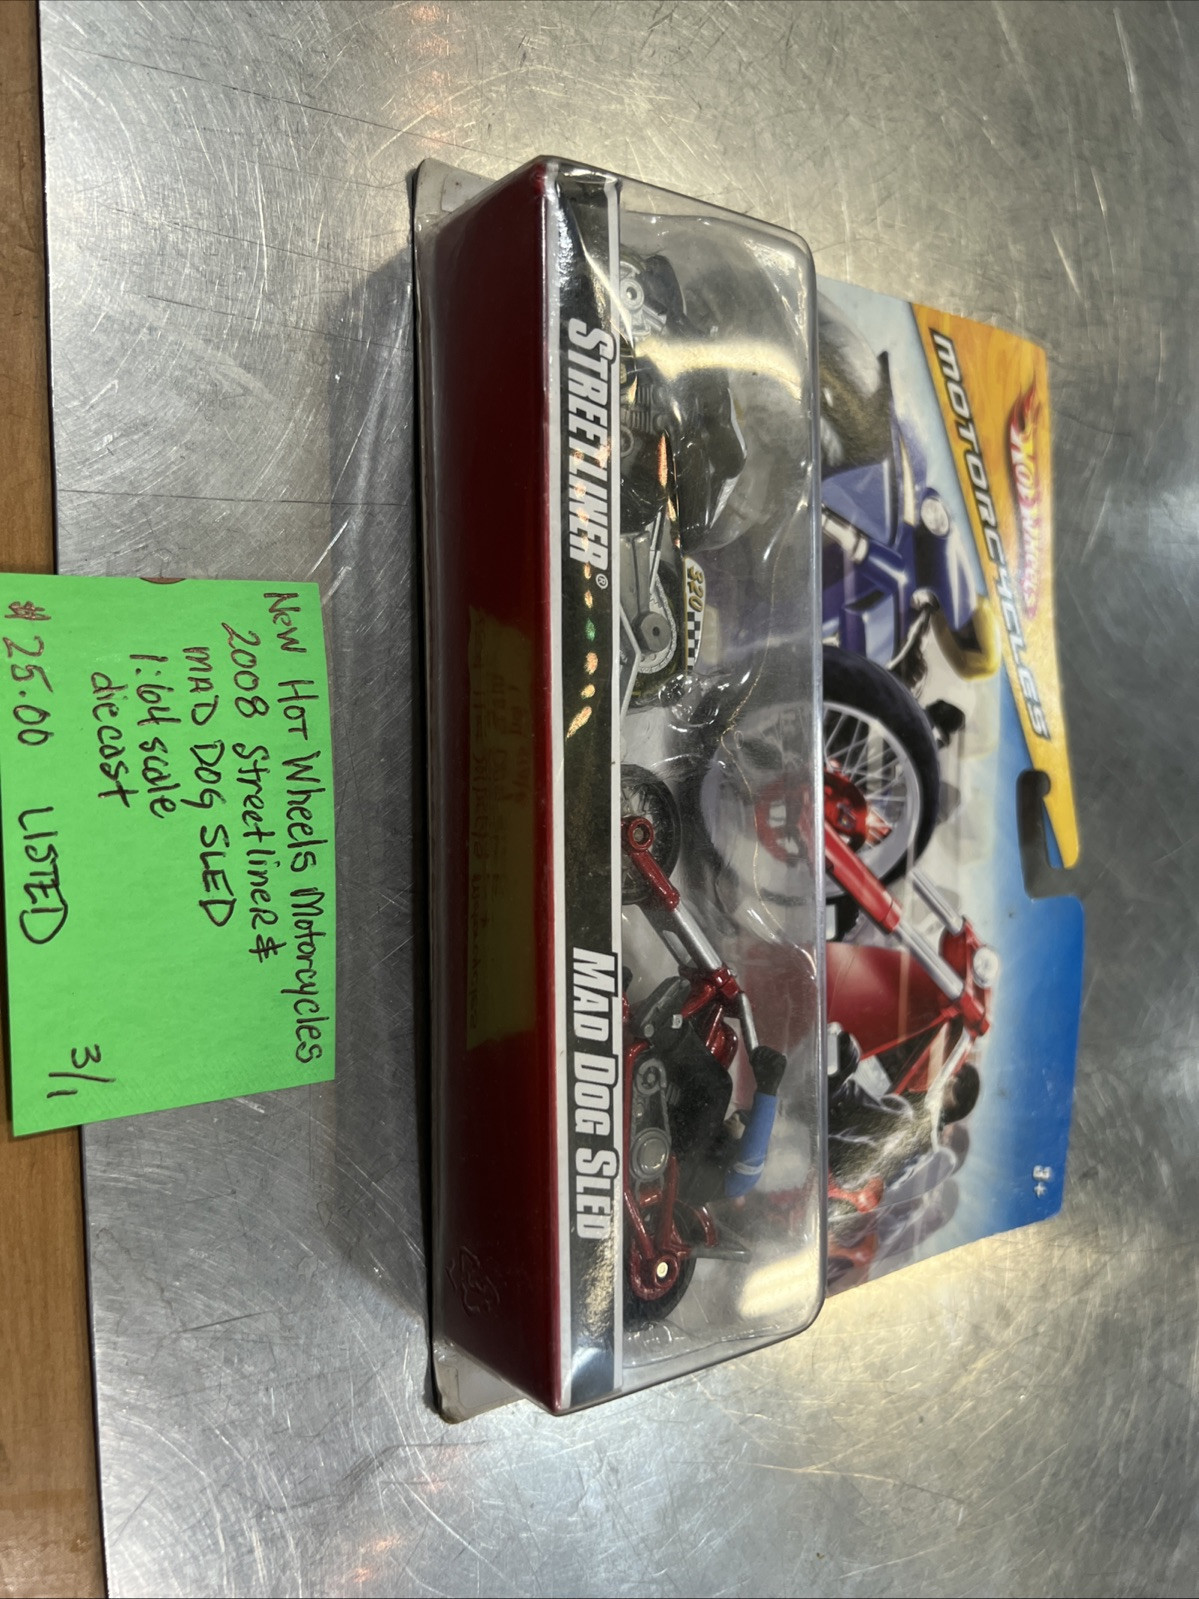 HOT WHEELS
MOTORCYCLES
3+
STREETLINER®
MAD DOG SLED
320
New Hot Wheels Motorcycles
2008 Streetliner &
MAD DOG SLED
1:64 scale
diecast
$25.00 LISTED
3/1